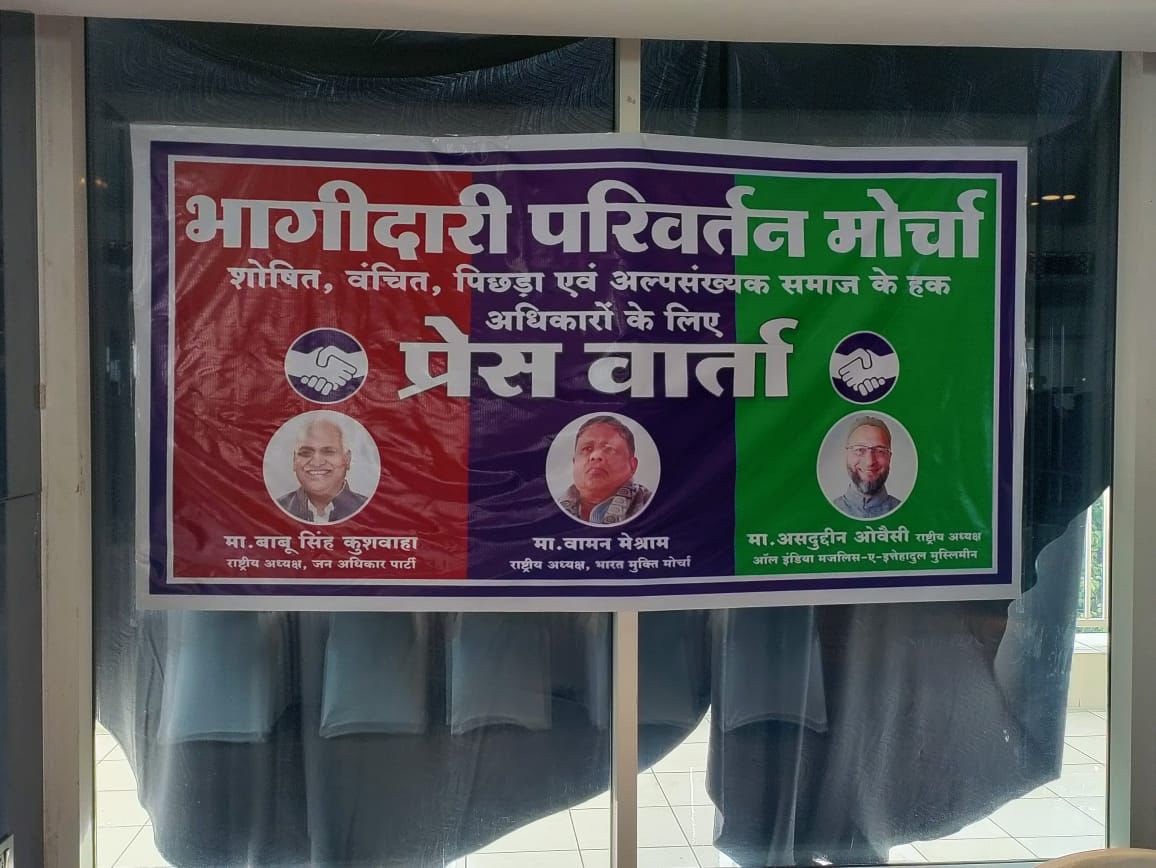 भागीदारी परिवर्तन मोर्चा
शोषित, वंचित, पिछड़ा एवं अल्पसंख्यक समाज के हक
अधिकारों के लिए
प्रेस वार्ता
मा.बाबू सिंह कुशवाहा
राष्ट्रीय अध्यक्ष, जन अधिकार पार्टी
मा.वामन मेश्राम
राष्ट्रीय अध्यक्ष, भारत मुक्ति मोर्चा
मा.असदुद्दीन ओवैसी राष्ट्रीय अध्यक्ष
ऑल इंडिया मजलिस-ए-इत्तेहादुल मुस्लिमीन